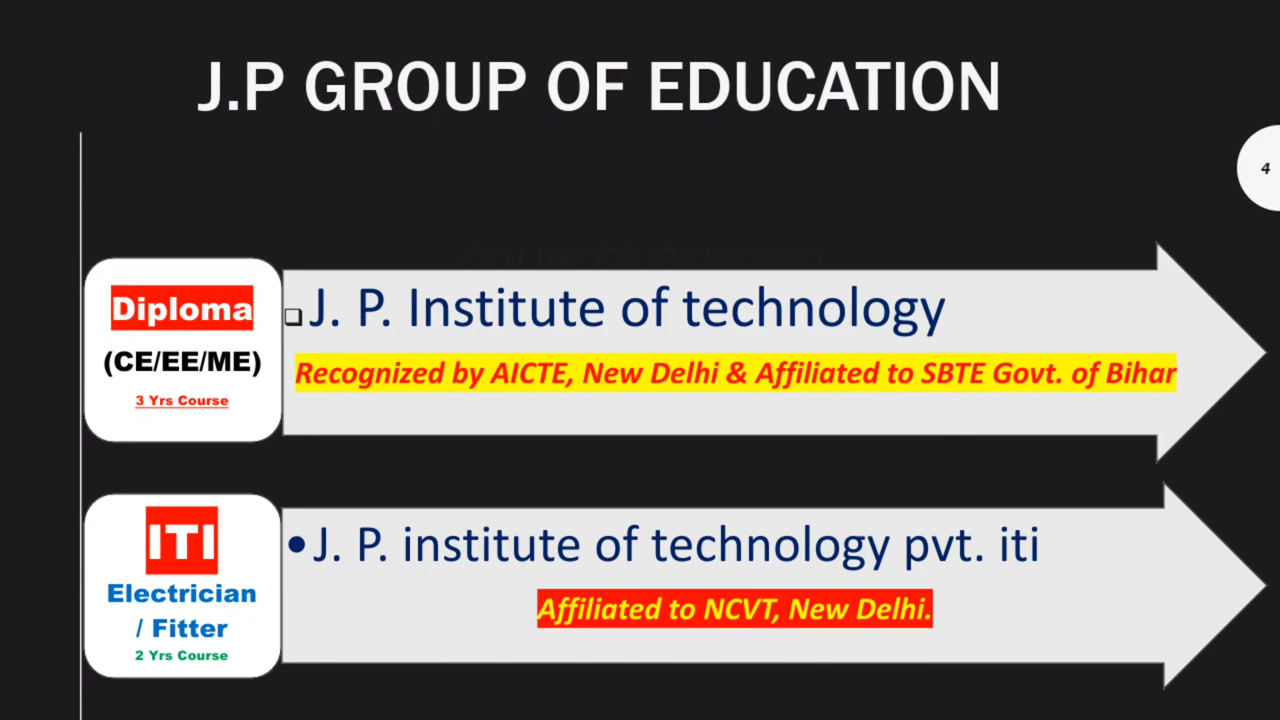 J.P GROUP OF EDUCATION
4
Diploma
(CE/EE/ME)
3 Yrs Course
❑J. P. Institute of technology
Recognized by AICTE, New Delhi & Affiliated to SBTE Govt. of Bihar
ITI
Electrician
/ Fitter
2 Yrs Course
•J. P. institute of technology pvt. iti
Affiliated to NCVT, New Delhi.